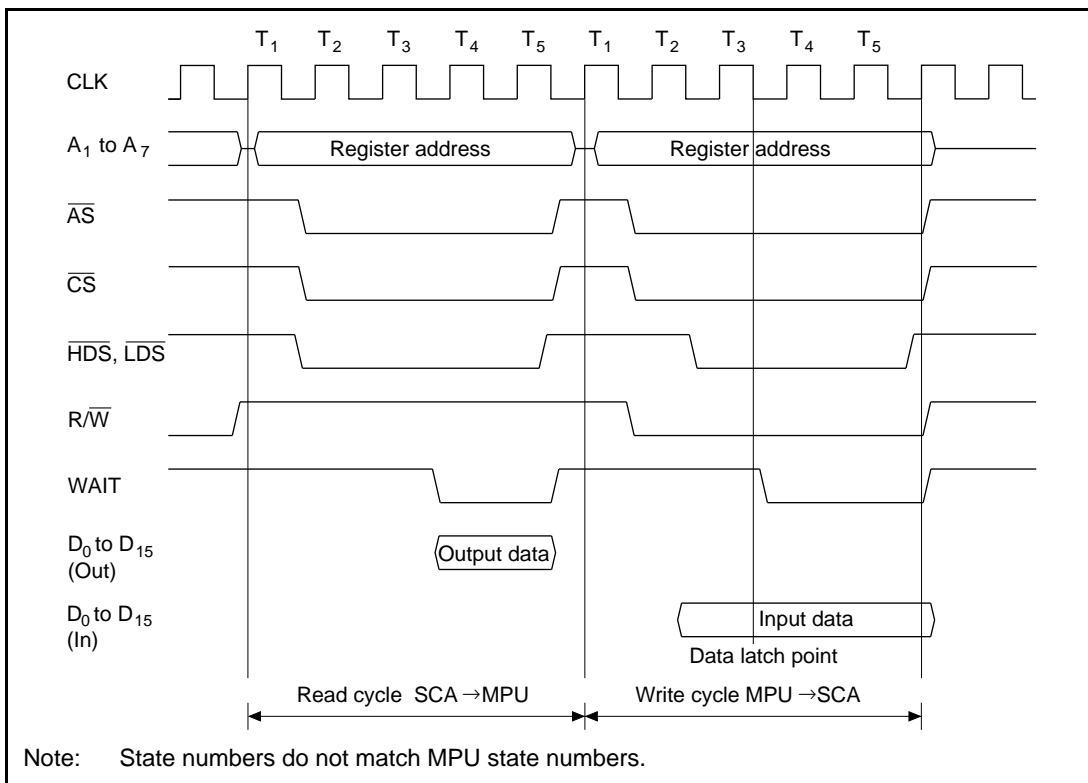 T1 T2 T3 T4 T5 T1 T2 T3 T4 T5
CLK
A1 to A7 Register address Register address
AS
CS
HDS, LDS
R/W
WAIT
D0 to D15
(Out)
Output data
D0 to D15
(In)
Input data
Data latch point
Read cycle SCA →MPU Write cycle MPU →SCA
Note: State numbers do not match MPU state numbers.